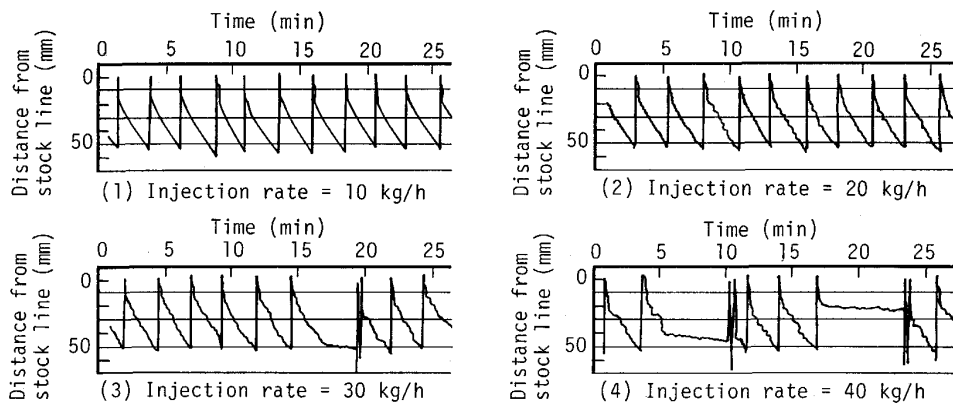 Time (min)
0 5 10 15 20 25
Distance from
stock line (mm)
0
50
(1) Injection rate = 10 kg/h
Time (min)
0 5 10 15 20 25
Distance from
stock line (mm)
0
50
(2) Injection rate = 20 kg/h
Time (min)
0 5 10 15 20 25
Distance from
stock line (mm)
0
50
(3) Injection rate = 30 kg/h
Time (min)
0 5 10 15 20 25
Distance from
stock line (mm)
0
50
(4) Injection rate = 40 kg/h